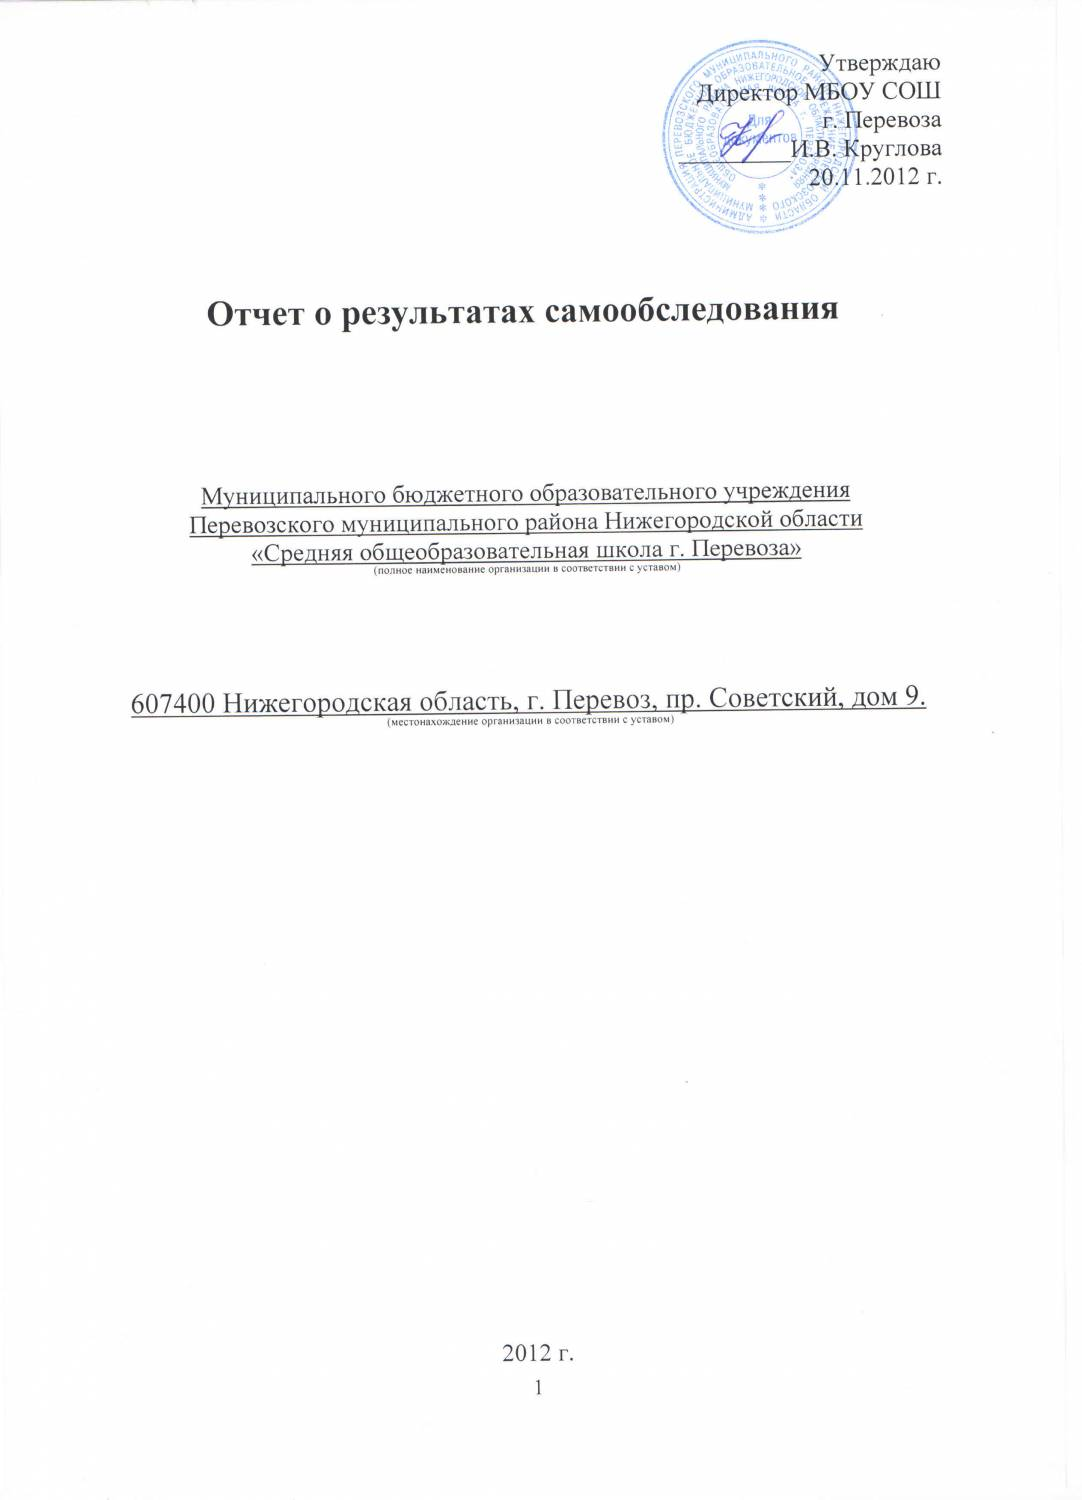 Утверждаю
Директор МБОУ СОШ
г. Перевоза
И.В. Круглова
20.11.2012 г.
Для
документов
Отчет о результатах самообследования
Муниципального бюджетного образовательного учреждения
Перевозского муниципального района Нижегородской области
«Средняя общеобразовательная школа г. Перевоза»
(полное наименование организации в соответствии с уставом)
607400 Нижегородская область, г. Перевоз, пр. Советский, дом 9.
(местонахождение организации в соответствии с уставом)
2012 г.
1